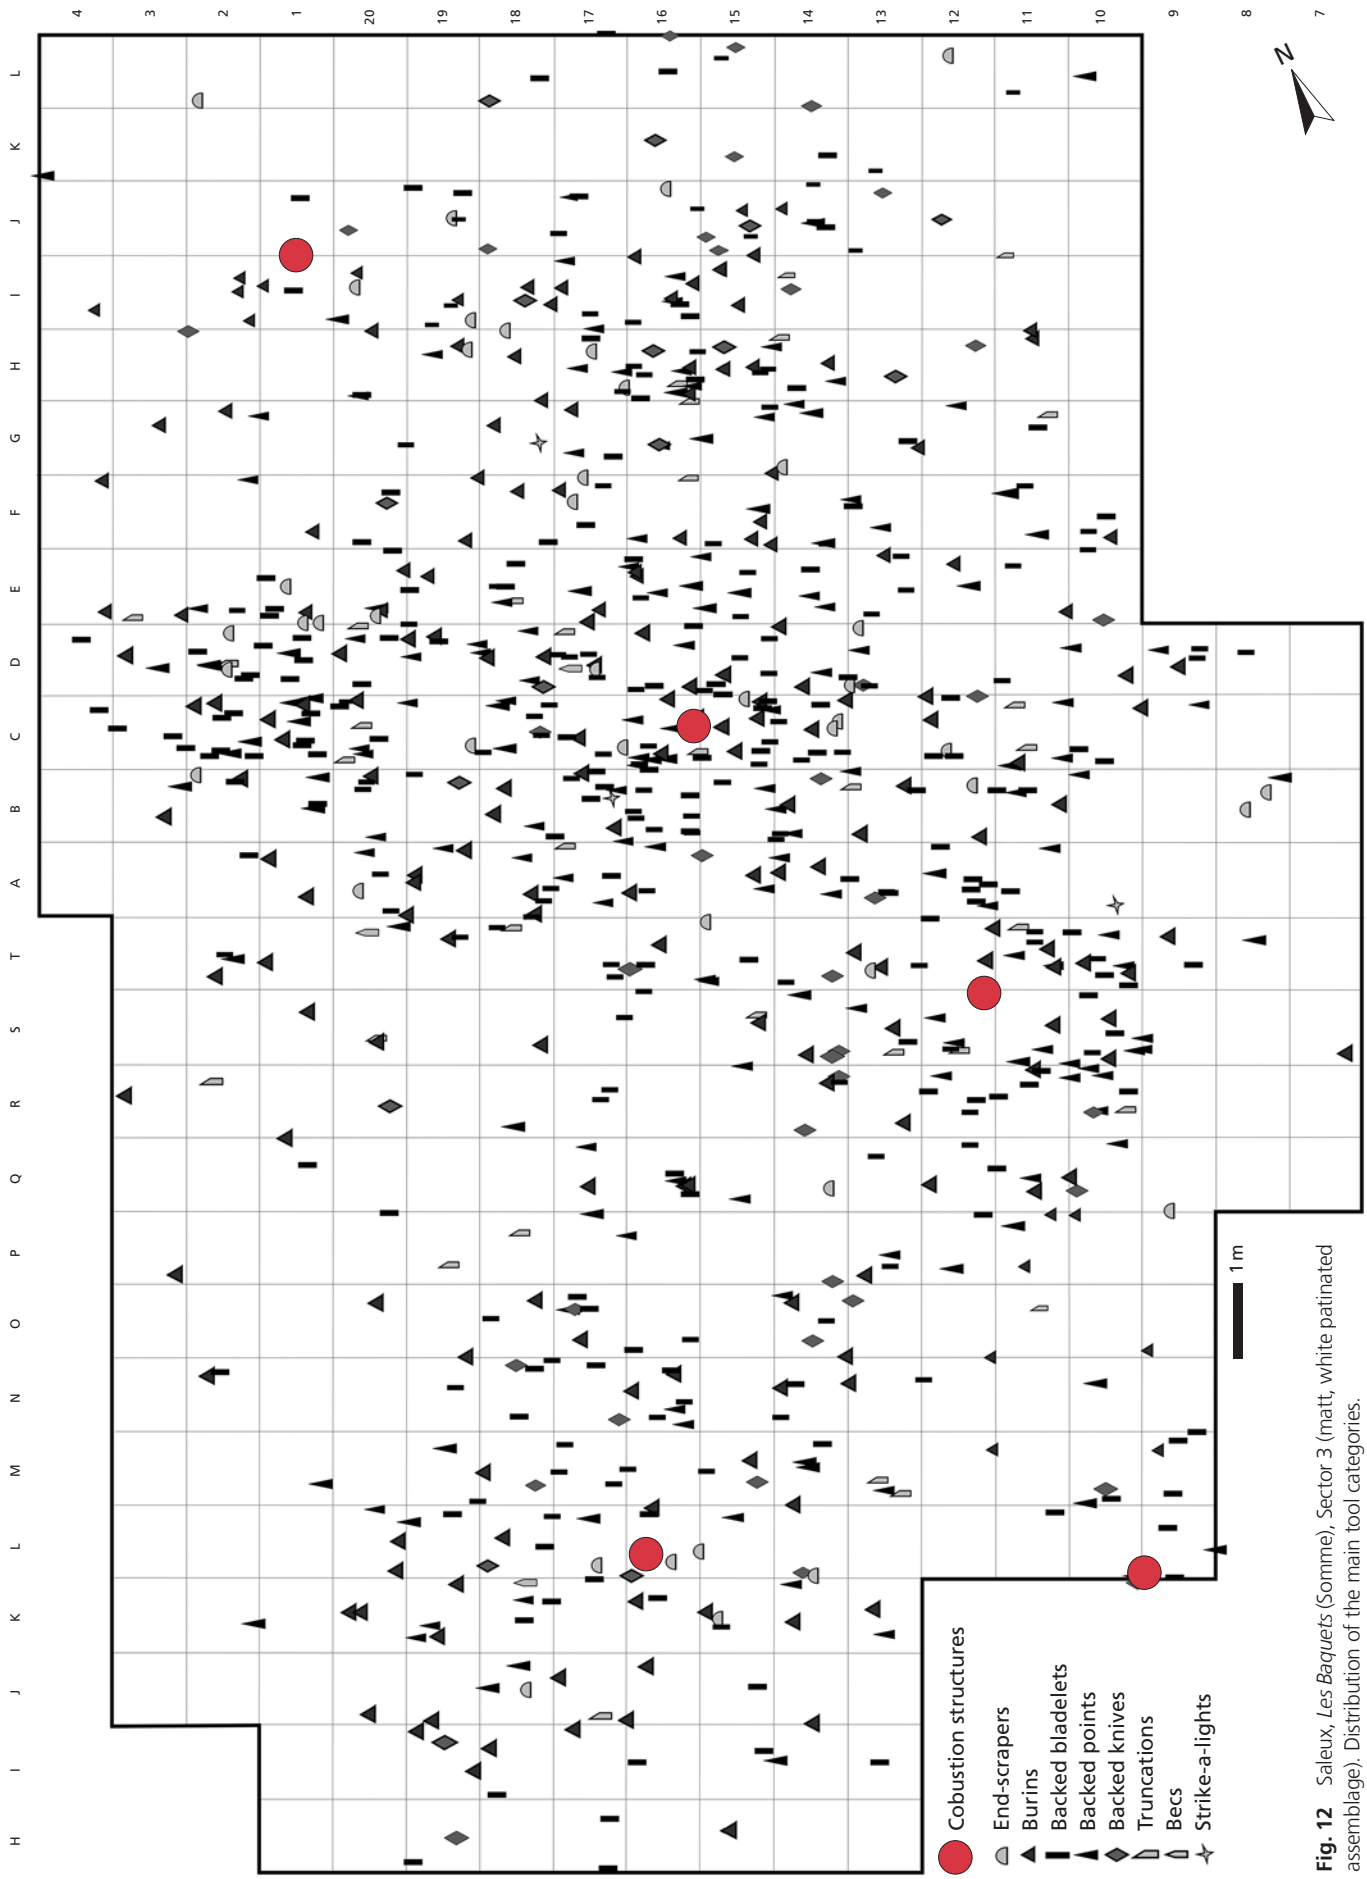 4 3 2 1 20 19 18 17 16 15 14 13 12 11 10 9 8 7
L
K
J
I
H
G
F
E
D
C
B
A
T
S
R
Q
P
O
N
M
L
K
J
I
H
N
1 m
Cobustion structures
End-scrapers
Burins
Backed bladelets
Backed points
Backed knives
Truncations
Becs
Strike-a-lights
Fig. 12 Saleux, Les Baquets (Somme), Sector 3 (matt, white patinated
assemblage). Distribution of the main tool categories.